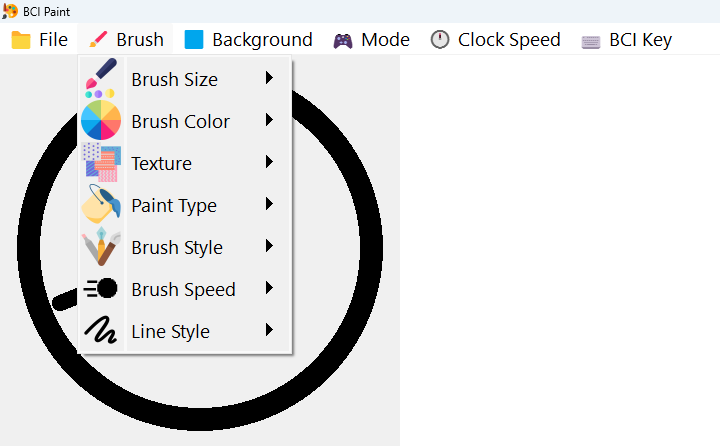 BCI Paint
File Brush Background Mode Clock Speed BCI Key
Brush Size
Brush Color
Texture
Paint Type
Brush Style
Brush Speed
Line Style